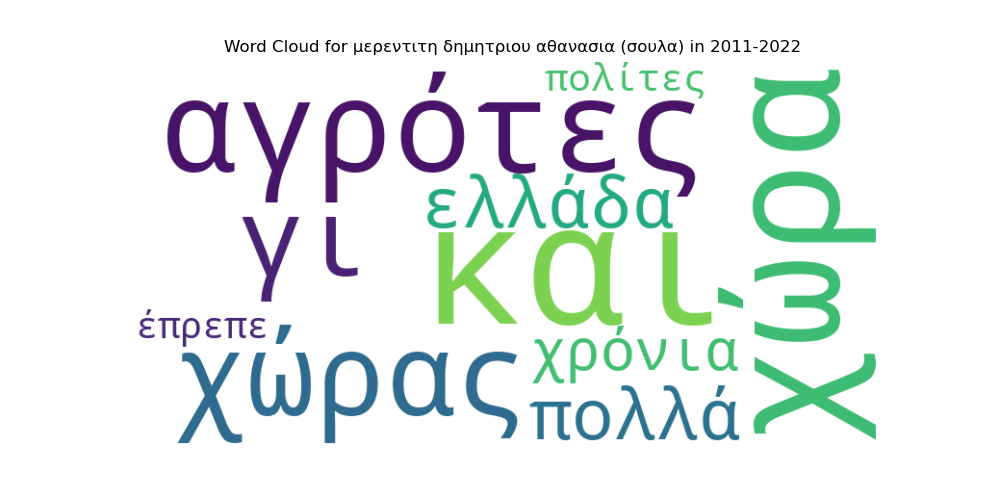 Word Cloud for μερεντιτη δημητριου αθανασια (σουλα) in 2011-2022
πολίτες
αγρότες
χώρα
ελλάδα
γι
και
έπρεπε
χώρας
χρόνια
πολλά